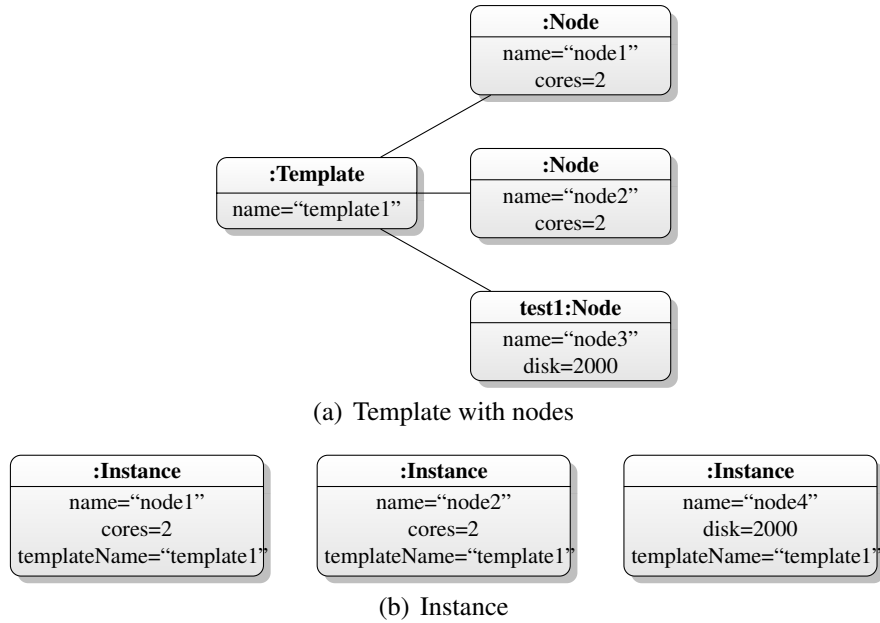 :Node
name=“node1”
cores=2
:Template
name=“template1”
:Node
name=“node2”
cores=2
test1:Node
name=“node3”
disk=2000
(a) Template with nodes
:Instance
name=“node1”
cores=2
templateName=“template1”
:Instance
name=“node2”
cores=2
templateName=“template1”
:Instance
name=“node4”
disk=2000
templateName=“template1”
(b) Instance